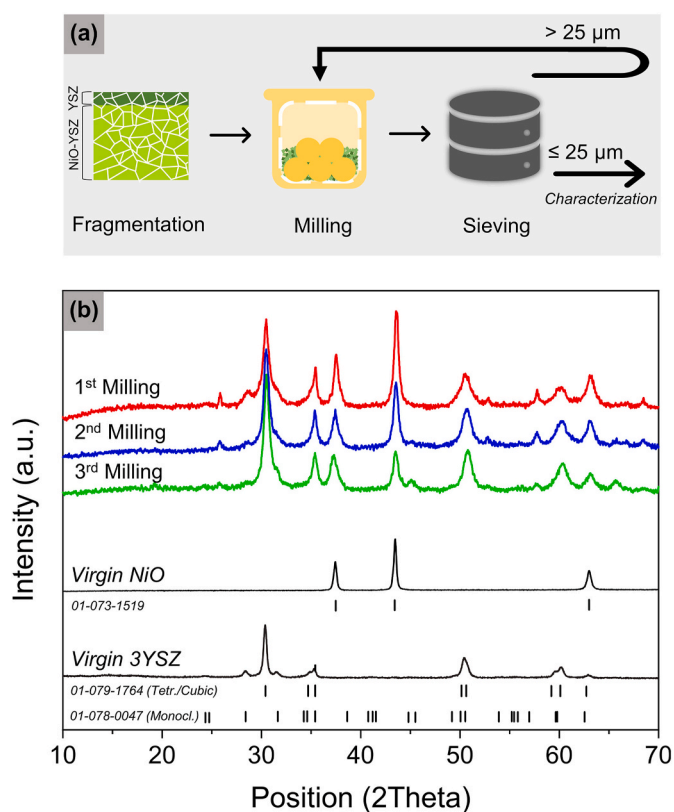 (a)
> 25 µm
YSZ
NiO-YSZ
≤ 25 µm
Characterization
Fragmentation
Milling
Sieving
(b)
1st Milling
2nd Milling
3rd Milling
Virgin NiO
01-073-1519
Virgin 3YSZ
01-079-1764 (Tetr./Cubic)
01-078-0047 (Monocl.)
Intensity (a.u.)
10 20 30 40 50 60 70
Position (2Theta)